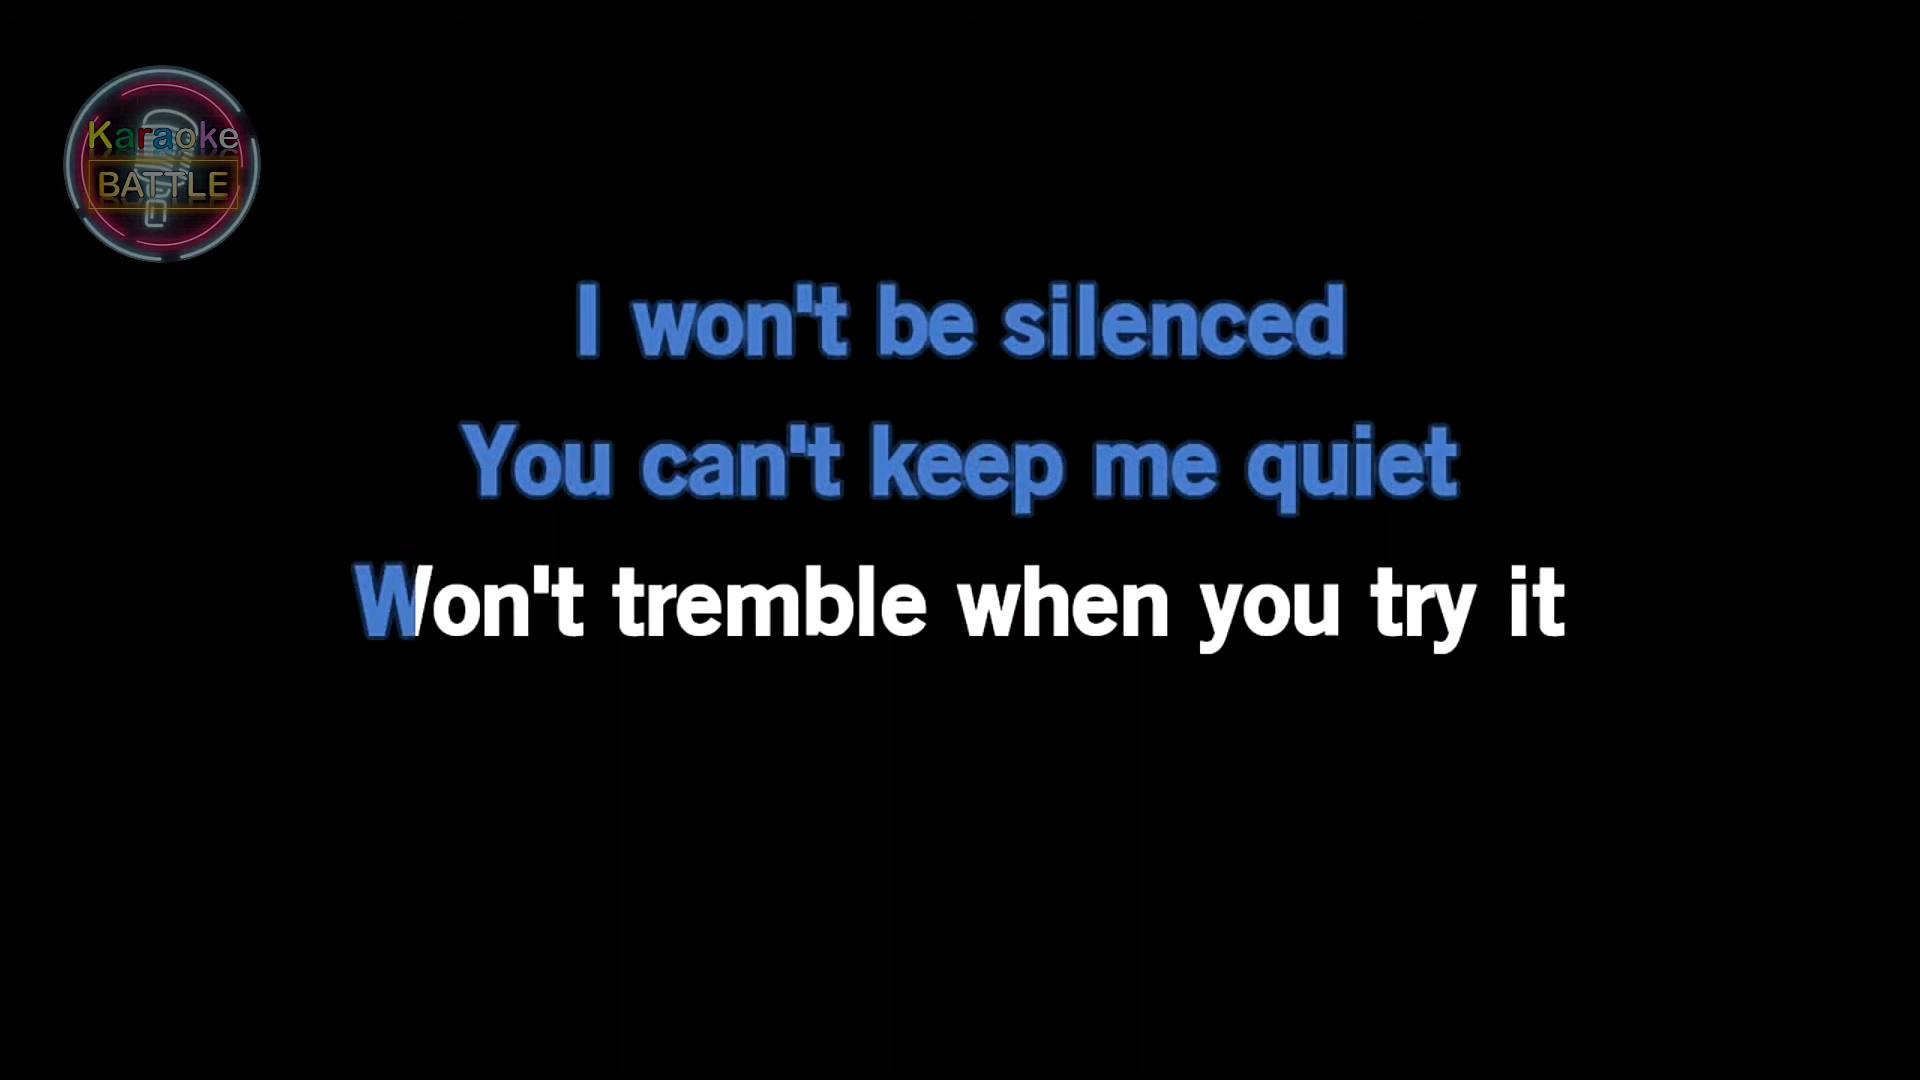 Karaoke
BATTLE
I won't be silenced
You can't keep me quiet
Won't tremble when you try it